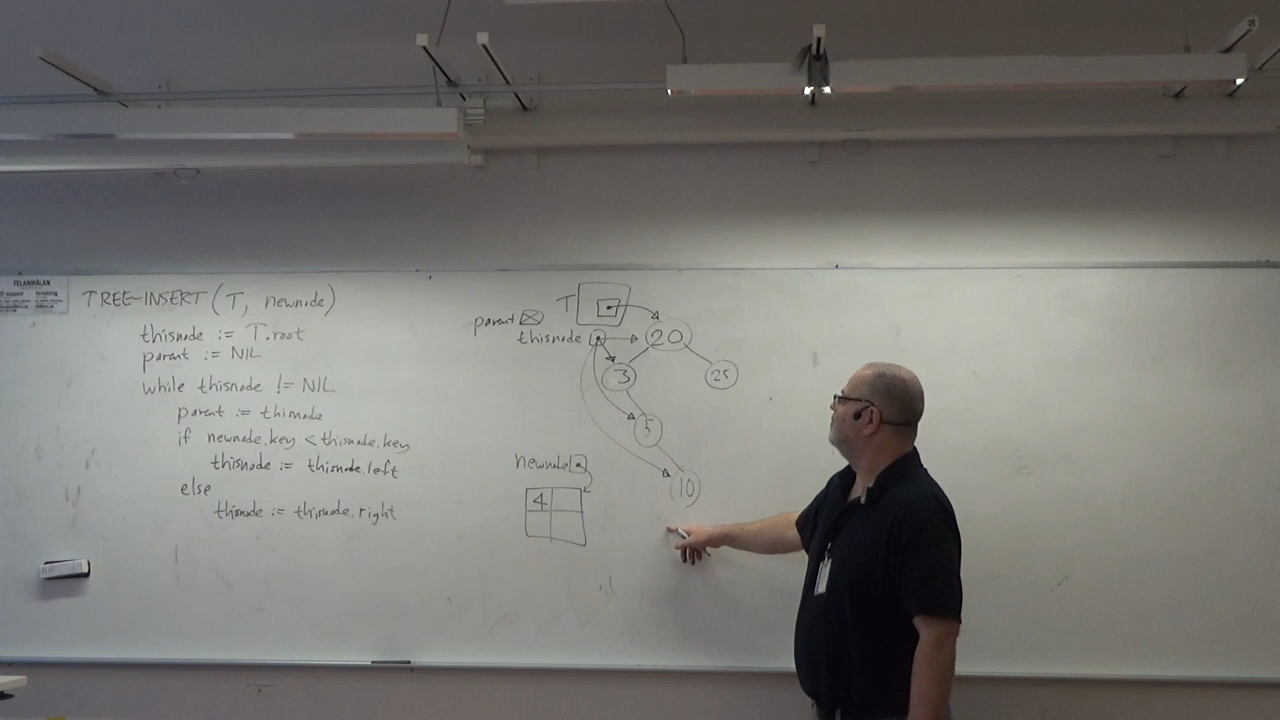 FELANMÄLAN
TREE-INSERT (T, newnode)
thisnode := T.root
parent := NIL
while thisnode != NIL
parent := thisnode
if newnode.key < thisnode.key
thisnode := thisnode.left
else
thisnode := thisnode.right
T
parent
thisnode
20
3
25
5
10
newnode
4